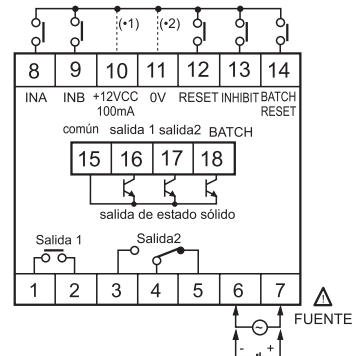 (•1) (•2)
8 9 10 11 12 13 14
INA INB +12VCC 0V RESET INHIBIT BATCH
100mA RESET
común salida 1 salida2 BATCH
15 16 17 18
salida de estado sólido
Salida 1 Salida2
1 2 3 4 5 6 7
FUENTE
- +